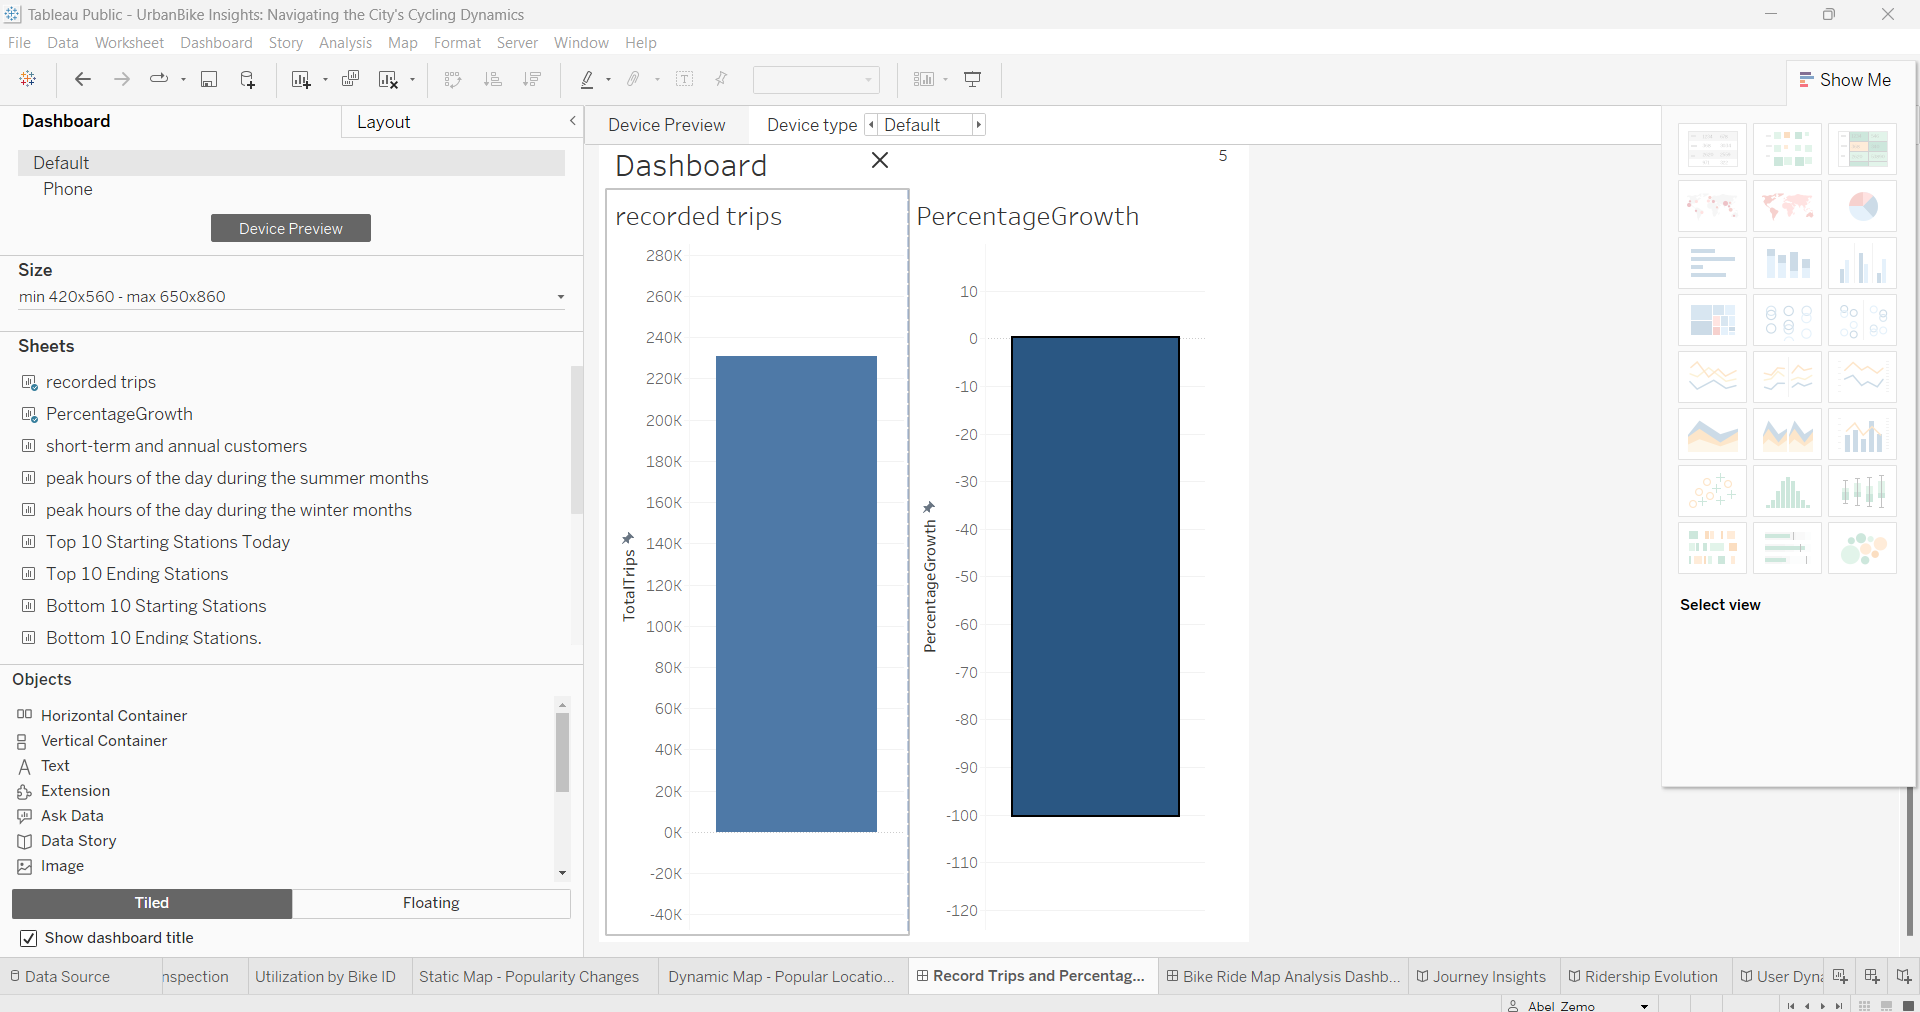 Tableau Public - UrbanBike Insights: Navigating the City's Cycling Dynamics
File Data Worksheet Dashboard Story Analysis Map Format Server Window Help
Show Me
Dashboard
Layout
Default
Phone
Device Preview
Size
min 420x560 - max 650x860
Sheets
recorded trips
PercentageGrowth
short-term and annual customers
peak hours of the day during the summer months
peak hours of the day during the winter months
Top 10 Starting Stations Today
Top 10 Ending Stations
Bottom 10 Starting Stations
Bottom 10 Ending Stations.
Objects
Horizontal Container
Vertical Container
Text
Extension
Ask Data
Data Story
Image
Tiled Floating
Show dashboard title
Device Preview Device type Default
Dashboard
5
recorded trips
280K
260K
240K
220K
200K
180K
160K
140K
120K
100K
80K
60K
40K
20K
0K
-20K
-40K
TotalTrips
PercentageGrowth
10
0
-10
-20
-30
-40
-50
-60
-70
-80
-90
-100
-110
-120
PercentageGrowth
Select view
Data Source nspection Utilization by Bike ID Static Map - Popularity Changes Dynamic Map - Popular Locatio... Record Trips and Percentag... Bike Ride Map Analysis Dashb... Journey Insights Ridership Evolution User Dyna
Abel Zemo